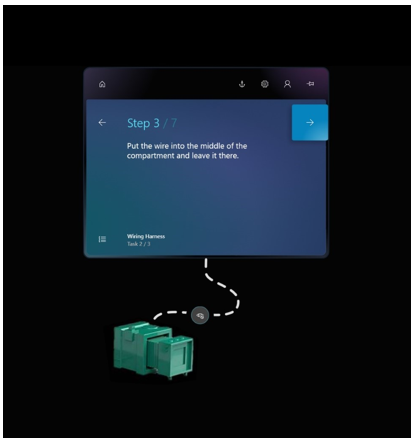 Step 3 / 7
Put the wire into the middle of the
compartment and leave it there.
Wiring Harness
Task 2 / 3